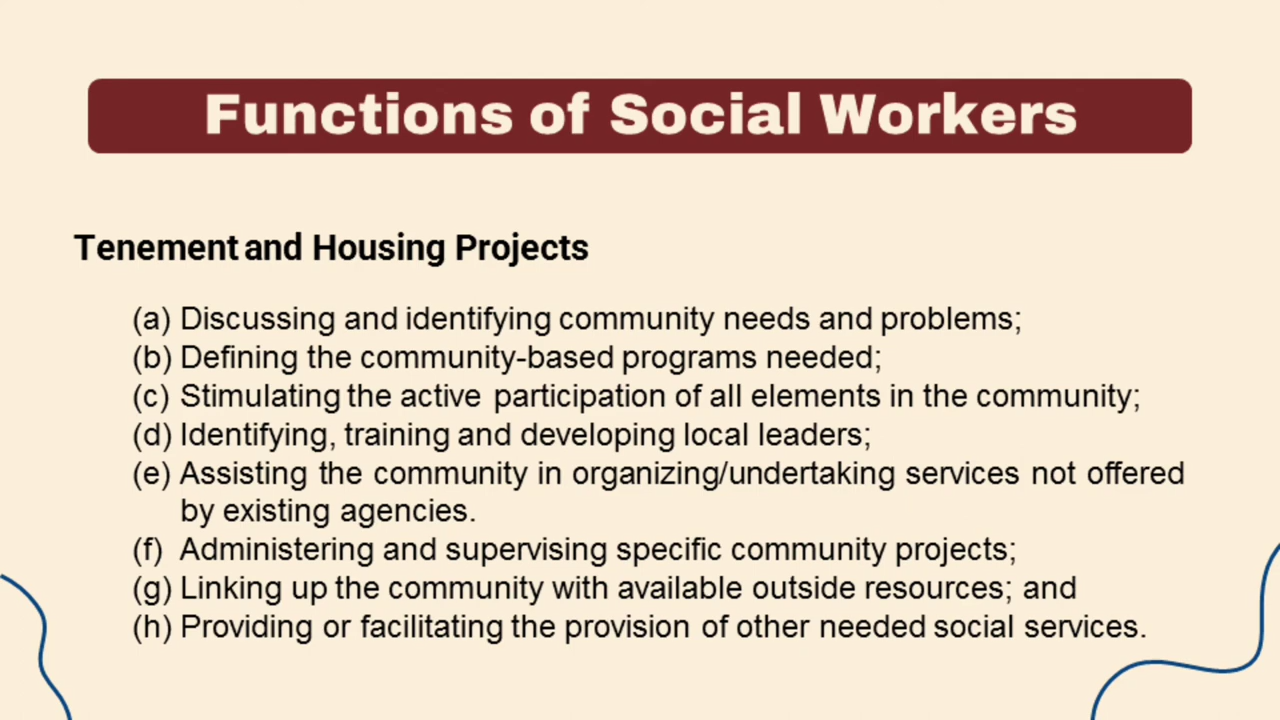 Functions of Social Workers
Tenement and Housing Projects
(a) Discussing and identifying community needs and problems;
(b) Defining the community-based programs needed;
(c) Stimulating the active participation of all elements in the community;
(d) Identifying, training and developing local leaders;
(e) Assisting the community in organizing/undertaking services not offered
by existing agencies.
(f) Administering and supervising specific community projects;
(g) Linking up the community with available outside resources; and
(h) Providing or facilitating the provision of other needed social services.